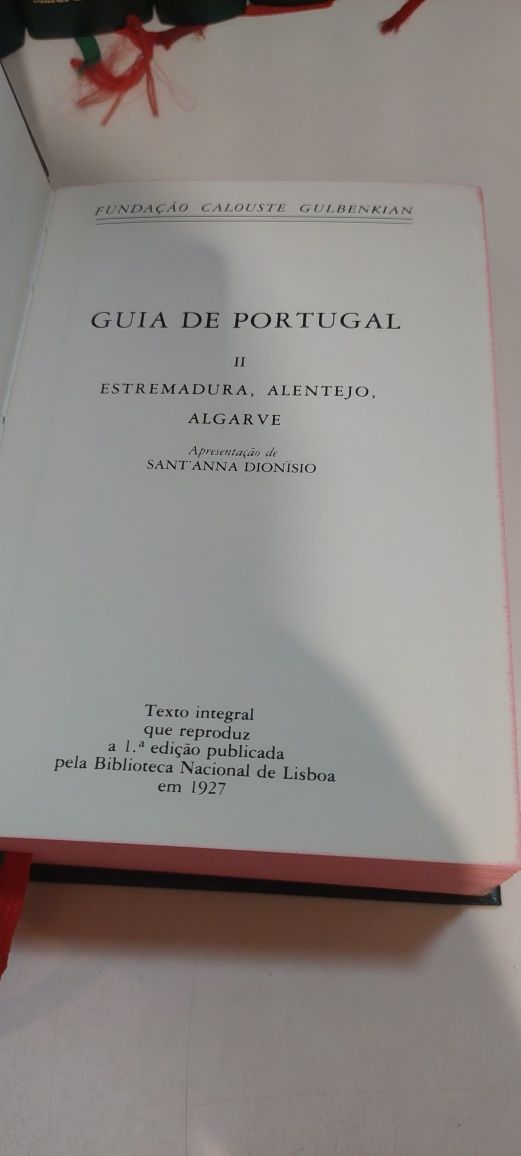 FUNDAÇÃO CALOUSTE GULBENKIAN
GUIA DE PORTUGAL
II
ESTREMADURA, ALENTEJO,
ALGARVE
Apresentação de
SANT'ANNA DIONÍSIO
Texto integral
que reproduz
a 1.ª edição publicada
pela Biblioteca Nacional de Lisboa
em 1927